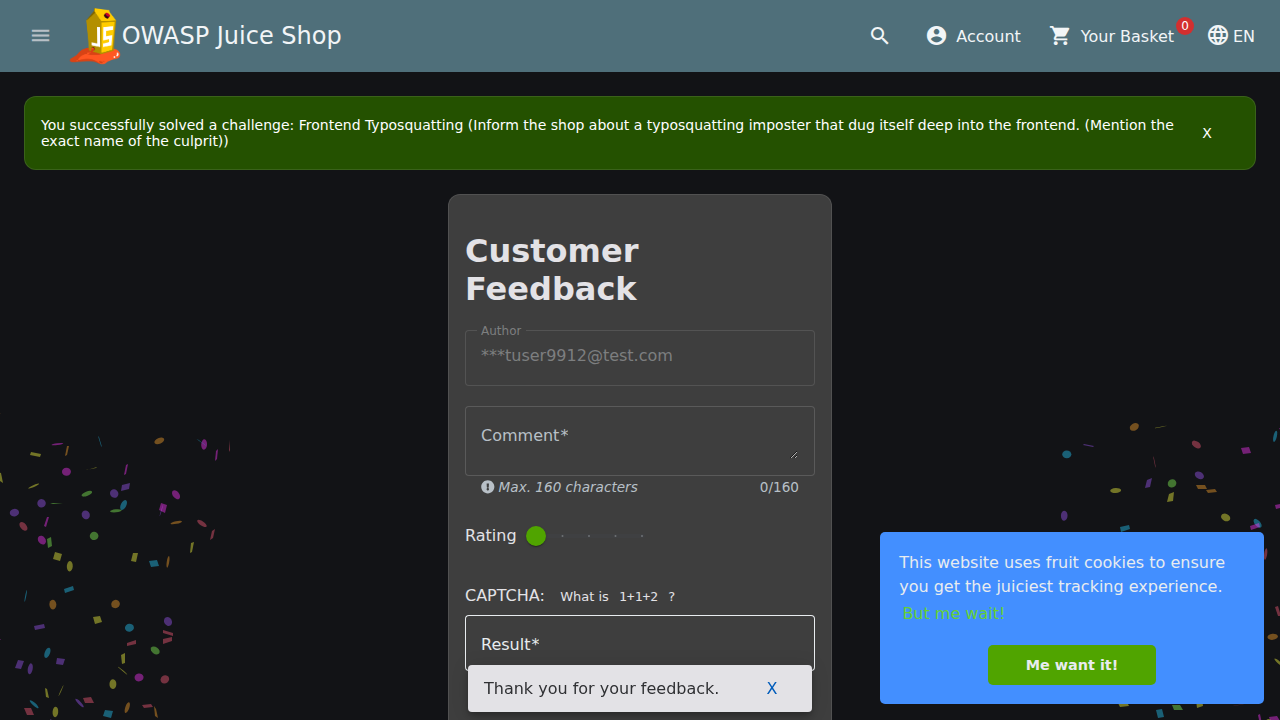 OWASP Juice Shop
Account
Your Basket
0
EN
You successfully solved a challenge: Frontend Typosquatting (Inform the shop about a typosquatting imposter that dug itself deep into the frontend. (Mention the
exact name of the culprit))
X
Customer
Feedback
Author
***tuser9912@test.com
Comment*
Max. 160 characters
0/160
Rating
CAPTCHA: What is 1+1+2 ?
Result*
Thank you for your feedback.
X
This website uses fruit cookies to ensure
you get the juiciest tracking experience.
But me wait!
Me want it!